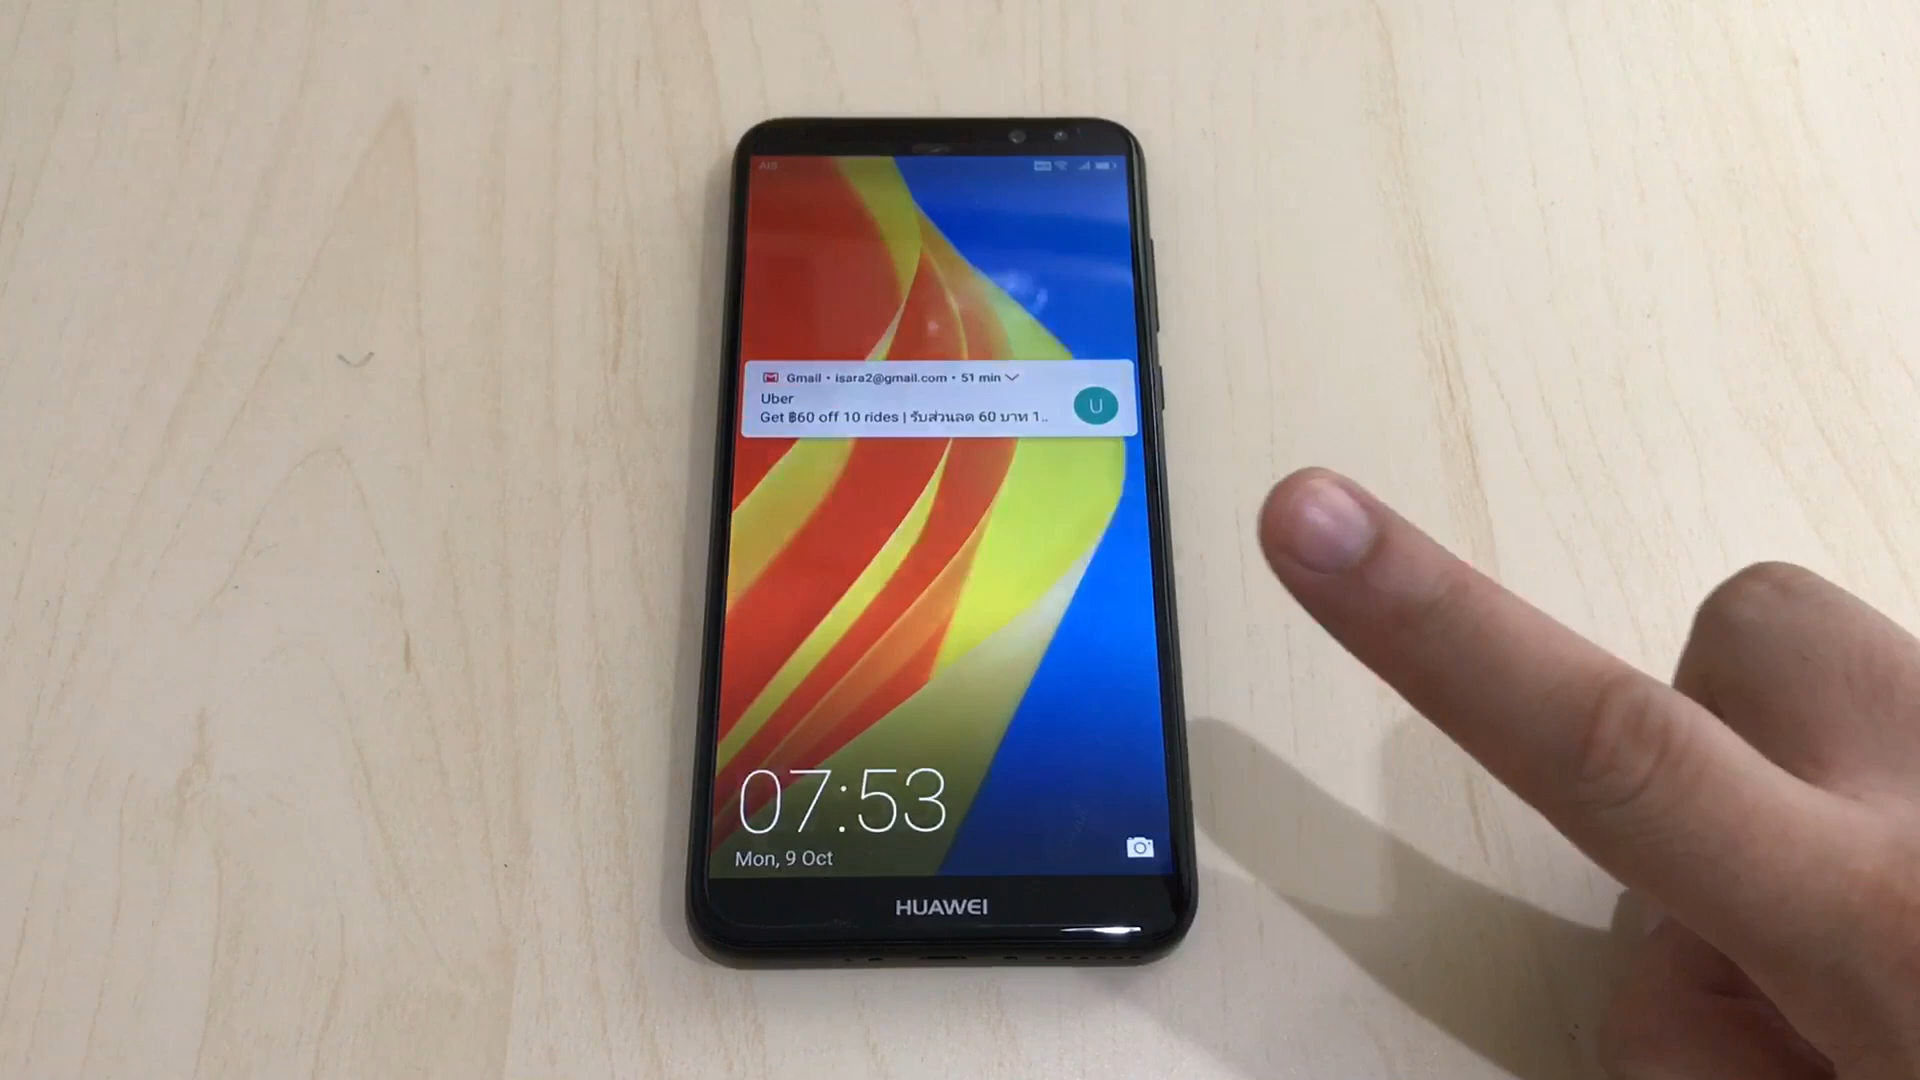 AIS
Gmail • isara2@gmail.com • 51 min
Uber
Get ฿60 off 10 rides | รับส่วนลด 60 บาท 1..
U
07:53
Mon, 9 Oct
HUAWEI